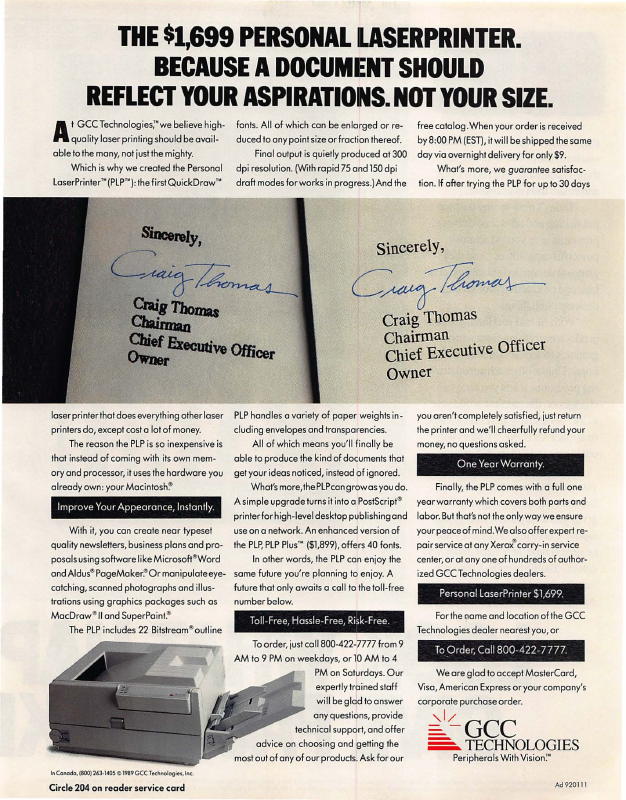 THE $1,699 PERSONAL LASERPRINTER.
BECAUSE A DOCUMENT SHOULD
REFLECT YOUR ASPIRATIONS. NOT YOUR SIZE.
At GCC Technologies,™ we believe high-
quality laser printing should be avail-
able to the many, not just the mighty.
Which is why we created the Personal
LaserPrinter™ (PLP™): the first QuickDraw™
laser printer that does everything other laser
printers do, except cost a lot of money.
The reason the PLP is so inexpensive is
that instead of coming with its own mem-
ory and processor, it uses the hardware you
already own: your Macintosh.®
Improve Your Appearance, Instantly.
With it, you can create near typeset
quality newsletters, business plans and pro-
posals using software like Microsoft® Word
and Aldus® PageMaker.® Or manipulate eye-
catching, scanned photographs and illus-
trations using graphics packages such as
MacDraw® II and SuperPaint.®
The PLP includes 22 Bitstream® outline
fonts. All of which can be enlarged or re-
duced to any point size or fraction thereof.
Final output is quietly produced at 300
dpi resolution. (With rapid 75 and 150 dpi
draft modes for works in progress.) And the
PLP handles a variety of paper weights in-
cluding envelopes and transparencies.
All of which means you'll finally be
able to produce the kind of documents that
get your ideas noticed, instead of ignored.
What's more, the PLP can grow as you do.
A simple upgrade turns it into a PostScript®
printer for high-level desktop publishing and
use on a network. An enhanced version of
the PLP, PLP Plus™ ($1,899), offers 40 fonts.
In other words, the PLP can enjoy the
same future you're planning to enjoy. A
future that only awaits a call to the toll-free
number below.
Toll-Free, Hassle-Free, Risk-Free.
To order, just call 800-422-7777 from 9
AM to 9 PM on weekdays, or 10 AM to 4
PM on Saturdays. Our
expertly trained staff
will be glad to answer
any questions, provide
technical support, and offer
advice on choosing and getting the
most out of any of our products. Ask for our
free catalog. When your order is received
by 8:00 PM (EST), it will be shipped the same
day via overnight delivery for only $9.
What's more, we guarantee satisfac-
tion. If after trying the PLP for up to 30 days
you aren't completely satisfied, just return
the printer and we'll cheerfully refund your
money, no questions asked.
One Year Warranty.
Finally, the PLP comes with a full one
year warranty which covers both parts and
labor. But that's not the only way we ensure
your peace of mind. We also offer expert re-
pair service at any Xerox® carry-in service
center, or at any one of hundreds of author-
ized GCC Technologies dealers.
Personal LaserPrinter $1,699.
For the name and location of the GCC
Technologies dealer nearest you, or
To Order, Call 800-422-7777.
We are glad to accept MasterCard,
Visa, American Express or your company's
corporate purchase order.
Sincerely,
Craig Thomas
Craig Thomas
Chairman
Chief Executive Officer
Owner
Sincerely,
Craig Thomas
Craig Thomas
Chairman
Chief Executive Officer
Owner
GCC
TECHNOLOGIES
Peripherals With Vision.™
In Canada, (800) 263-1405 © 1989 GCC Technologies, Inc.
Circle 204 on reader service card
Ad 920111